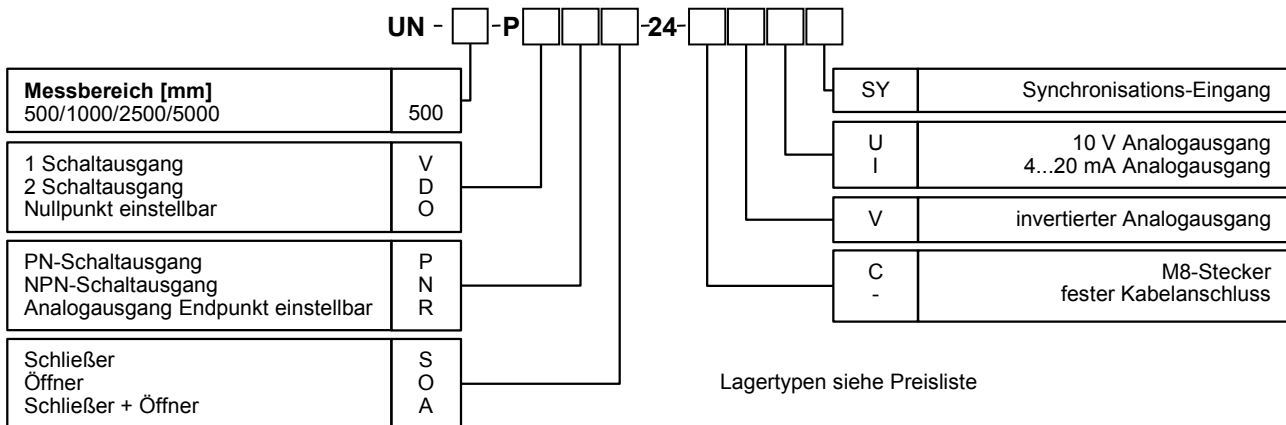 UN - -P -24-
Messbereich [mm]
500/1000/2500/5000 500
1 Schaltausgang V
2 Schaltausgang D
Nullpunkt einstellbar O
PN-Schaltausgang P
NPN-Schaltausgang N
Analogausgang Endpunkt einstellbar R
Schließer S
Öffner O
Schließer + Öffner A
SY Synchronisations-Eingang
U 10 V Analogausgang
I 4...20 mA Analogausgang
V invertierter Analogausgang
C M8-Stecker
- fester Kabelanschluss
Lagertypen siehe Preisliste